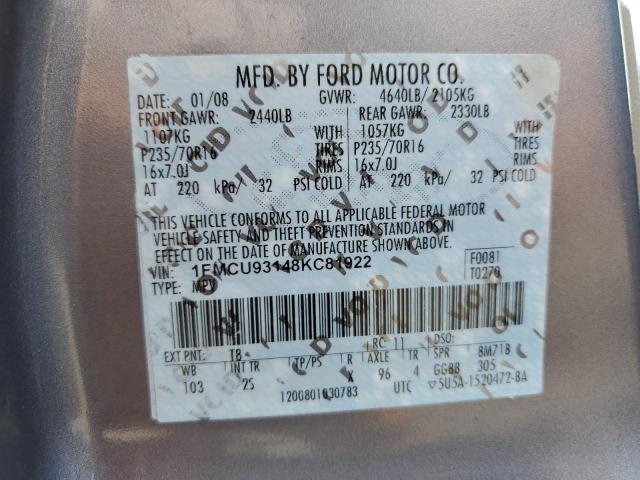 MFD. BY FORD MOTOR CO.
DATE: 01/08 GVWR: 4640LB/ 2105KG
FRONT GAWR: 2440LB REAR GAWR: 2330LB
1107KG WITH 1057KG WITH
P235/70R16 TIRES P235/70R16 TIRES
16x7.0J RIMS 16x7.0J RIMS
AT 220 kPa/ 32 PSI COLD AT 220 kPa/ 32 PSI COLD
THIS VEHICLE CONFORMS TO ALL APPLICABLE FEDERAL MOTOR
VEHICLE SAFETY AND THEFT PREVENTION STANDARDS IN
EFFECT ON THE DATE OF MANUFACTURE SHOWN ABOVE.
VIN: 1FMCU93148KC81922 F0081
TYPE: MPV T0270
EXT PNT: T8 RC: 11 DSO:
WB INT TR TP/PS R AXLE TR SPR 8M71B
103 2S X 96 4 GGBB 305
1200801030783 UTC ▽5U5A-1520472-BA